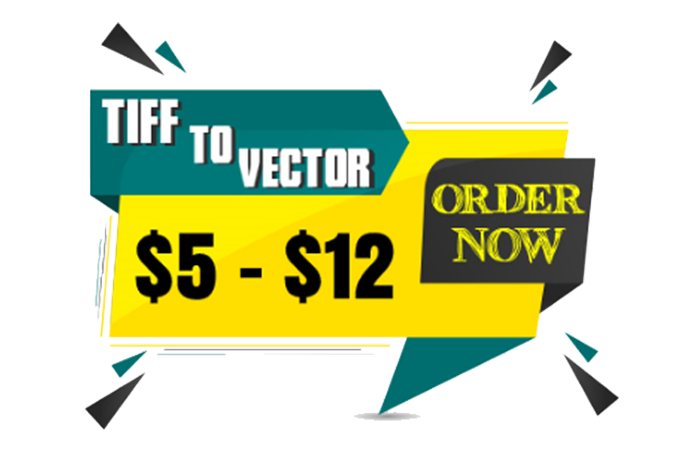 TIFF
TO
VECTOR
$5 - $12
ORDER
NOW